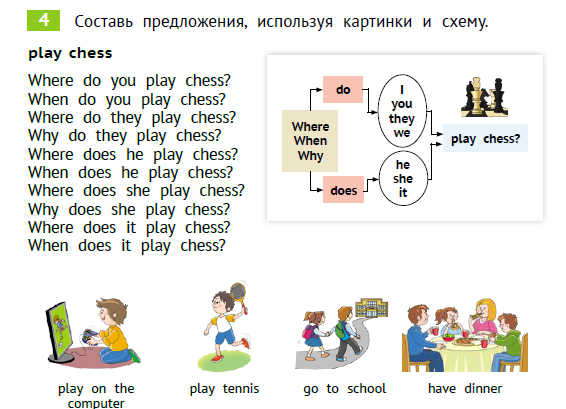 4 Составь предложения, используя картинки и схему.
play chess
Where do you play chess?
When do you play chess?
Where do they play chess?
Why do they play chess?
Where does he play chess?
When does he play chess?
Where does she play chess?
Why does she play chess?
Where does it play chess?
When does it play chess?
Where
When
Why
do
does
I
you
they
we
he
she
it
play chess?
play on the
computer
play tennis
go to school
have dinner